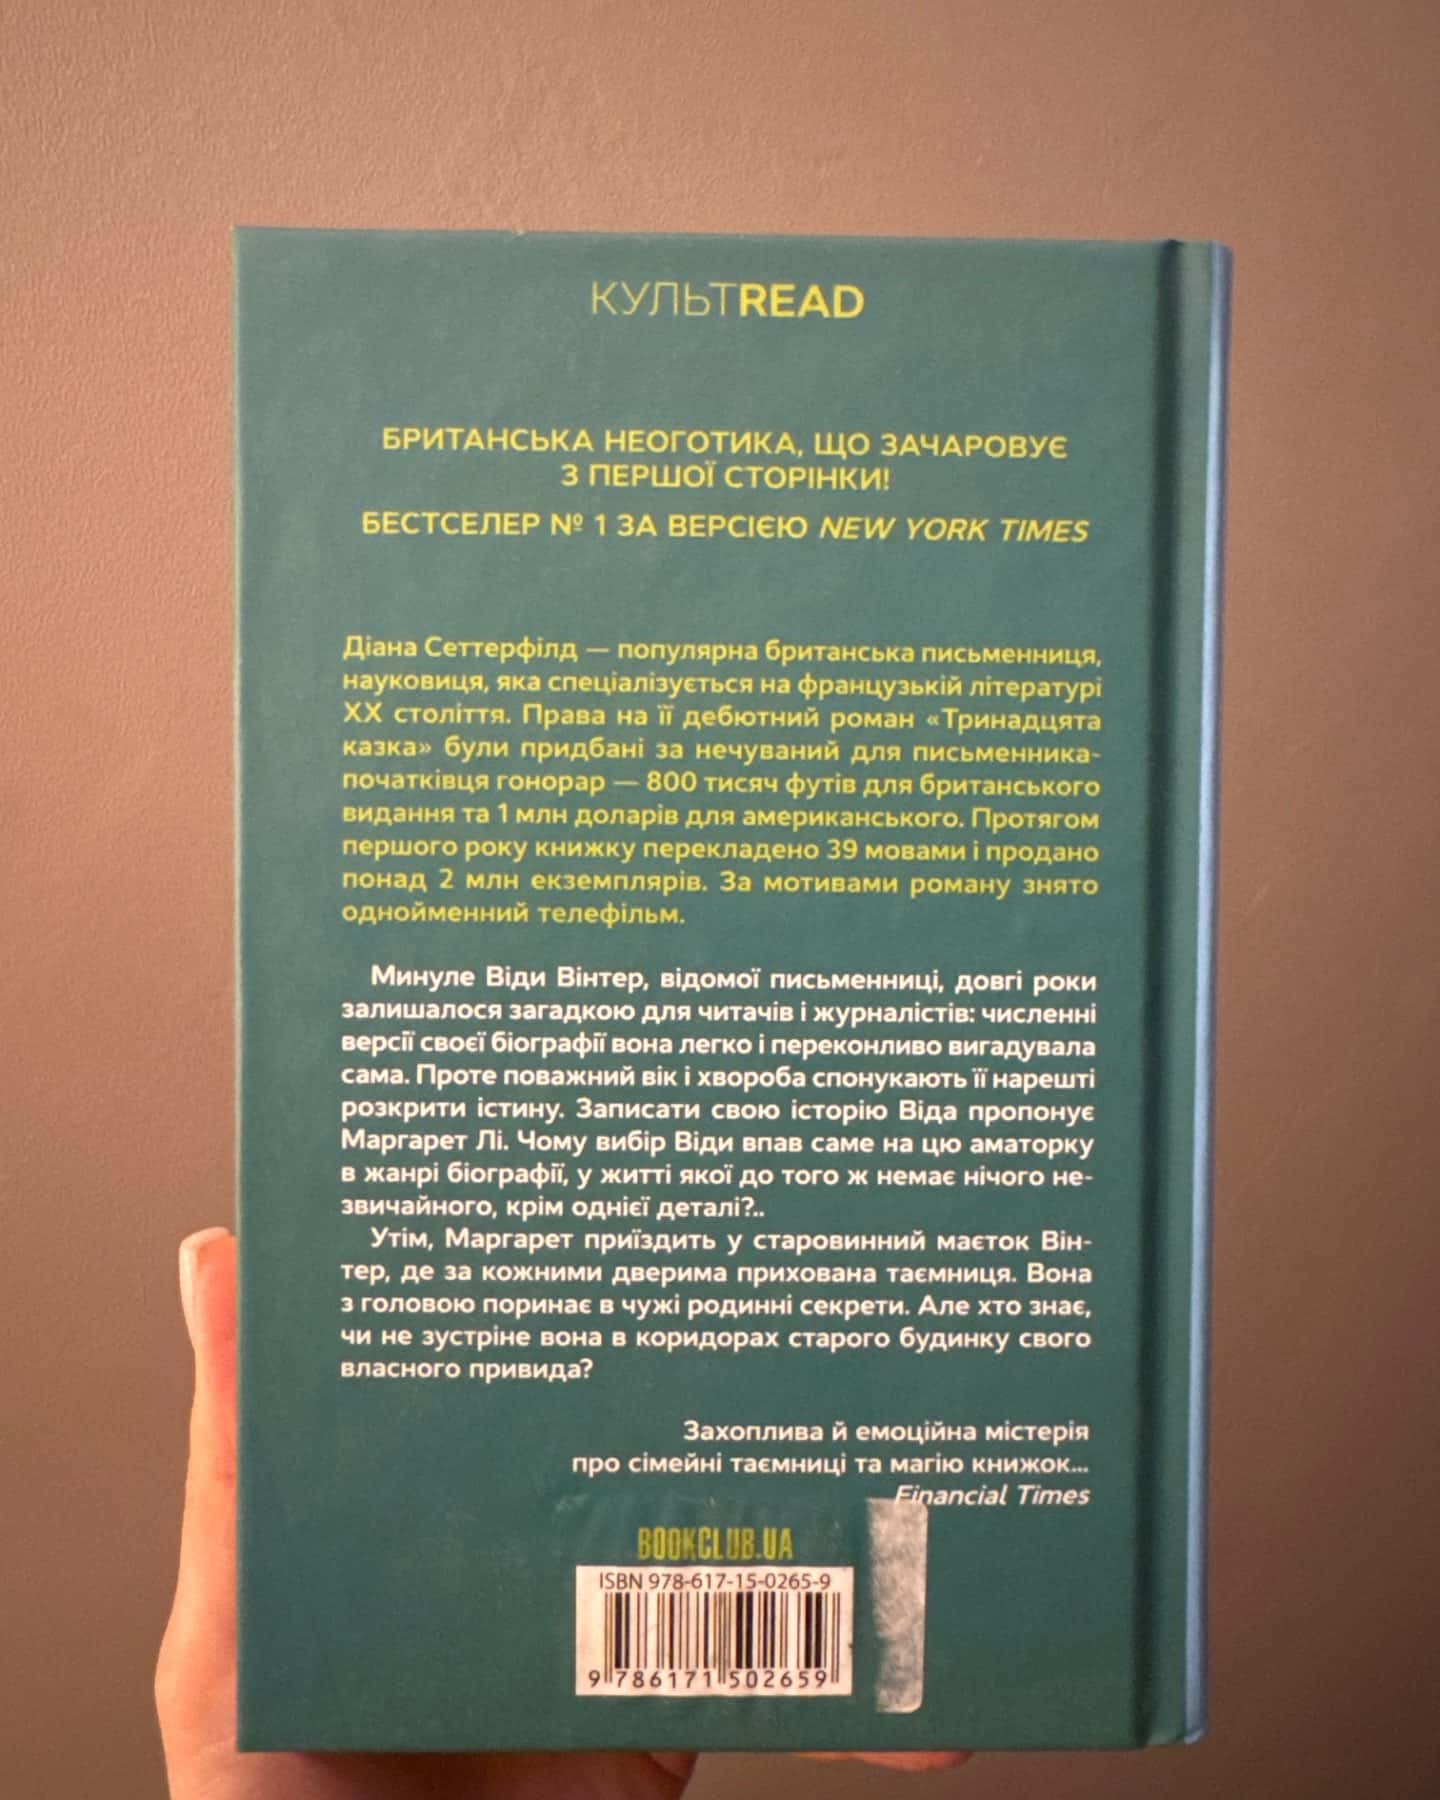 КУЛЬТREAD
БРИТАНСЬКА НЕОГОТИКА, ЩО ЗАЧАРОВУЄ
З ПЕРШОЇ СТОРІНКИ!
БЕСТСЕЛЕР № 1 ЗА ВЕРСІЄЮ NEW YORK TIMES
Діана Сеттерфілд — популярна британська письменниця,
науковиця, яка спеціалізується на французькій літературі
ХХ століття. Права на її дебютний роман «Тринадцята
казка» були придбані за нечуваний для письменника-
початківця гонорар — 800 тисяч футів для британського
видання та 1 млн доларів для американського. Протягом
першого року книжку перекладено 39 мовами і продано
понад 2 млн екземплярів. За мотивами роману знято
однойменний телефільм.
Минуле Віди Вінтер, відомої письменниці, довгі роки
залишалося загадкою для читачів і журналістів: численні
версії своєї біографії вона легко і переконливо вигадувала
сама. Проте поважний вік і хвороба спонукають її нарешті
розкрити істину. Записати свою історію Віда пропонує
Маргарет Лі. Чому вибір Віди впав саме на цю аматорку
в жанрі біографії, у житті якої до того ж немає нічого не-
звичайного, крім однієї деталі?..
Утім, Маргарет приїздить у старовинний маєток Він-
тер, де за кожними дверима прихована таємниця. Вона
з головою поринає в чужі родинні секрети. Але хто знає,
чи не зустріне вона в коридорах старого будинку свого
власного привида?
Захоплива й емоційна містерія
про сімейні таємниці та магію книжок...
Financial Times
BOOKCLUB.UA
ISBN 978-617-15-0265-9
9 786171 502659